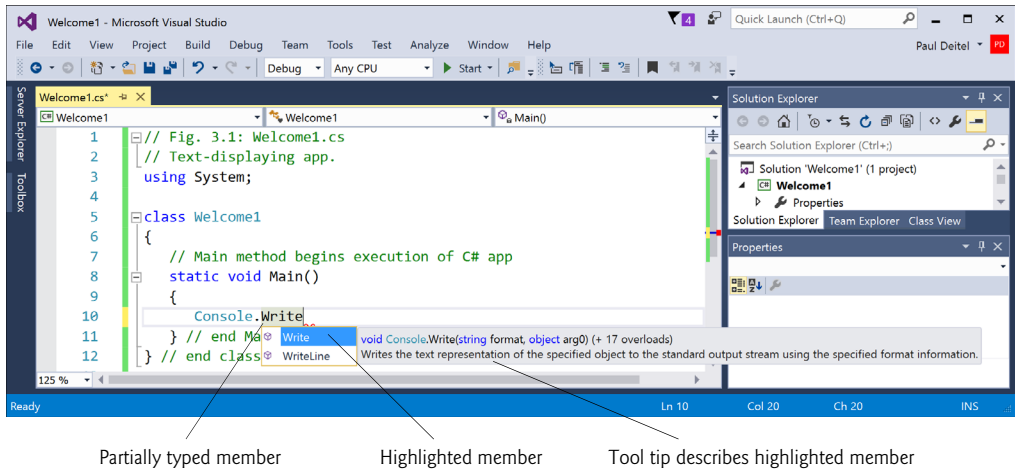 Welcome1 - Microsoft Visual Studio
4
Quick Launch (Ctrl+Q)
File Edit View Project Build Debug Team Tools Test Analyze Window Help
Paul Deitel
PD
Debug Any CPU Start
Server Explorer
Toolbox
Welcome1.cs*
C# Welcome1
Welcome1
Main()
1 // Fig. 3.1: Welcome1.cs
2 // Text-displaying app.
3 using System;
4
5 class Welcome1
6 {
7 // Main method begins execution of C# app
8 static void Main()
9 {
10 Console.Write
11 } // end Ma
12 } // end class
Write
WriteLine
void Console.Write(string format, object arg0) (+ 17 overloads)
Writes the text representation of the specified object to the standard output stream using the specified format information.
125 %
Solution Explorer
Search Solution Explorer (Ctrl+;)
Solution 'Welcome1' (1 project)
C# Welcome1
Properties
Solution Explorer Team Explorer Class View
Properties
Ready Ln 10 Col 20 Ch 20 INS
Partially typed member
Highlighted member
Tool tip describes highlighted member